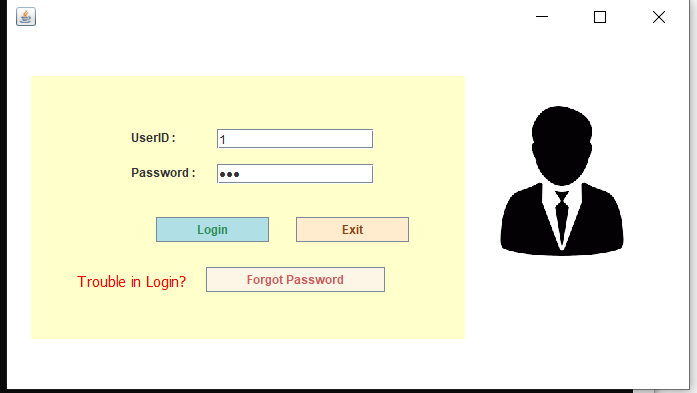 UserID :
1
Password :
●●●
Login
Exit
Trouble in Login?
Forgot Password